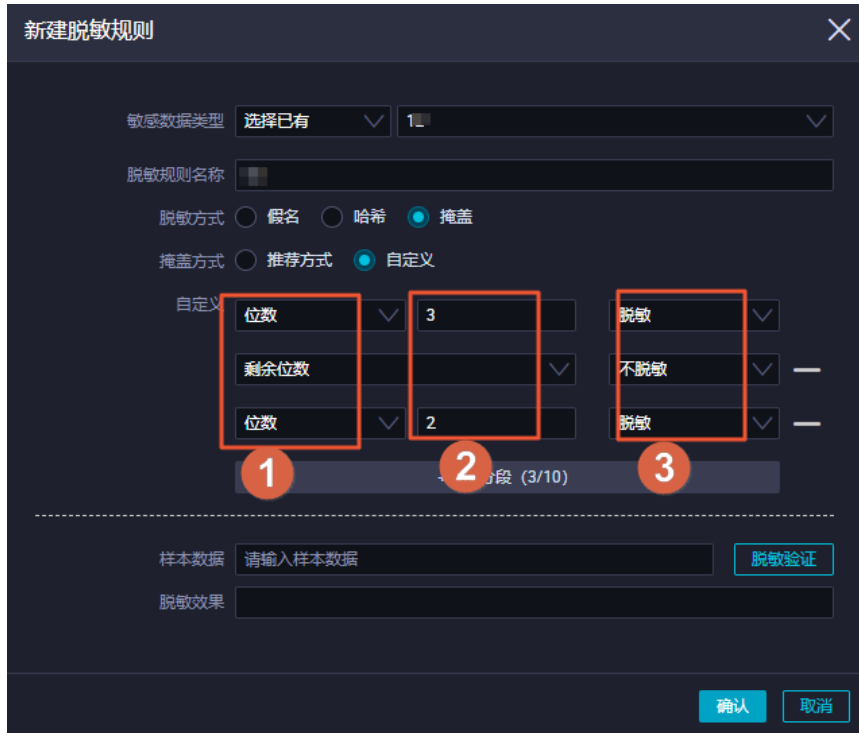 新建脱敏规则
敏感数据类型 选择已有
脱敏规则名称
脱敏方式 假名 哈希 掩盖
掩盖方式 推荐方式 自定义
自定义 位数 3 脱敏
剩余位数 不脱敏
位数 2 脱敏
1 2 3
分段 (3/10)
样本数据 请输入样本数据 脱敏验证
脱敏效果
确认 取消